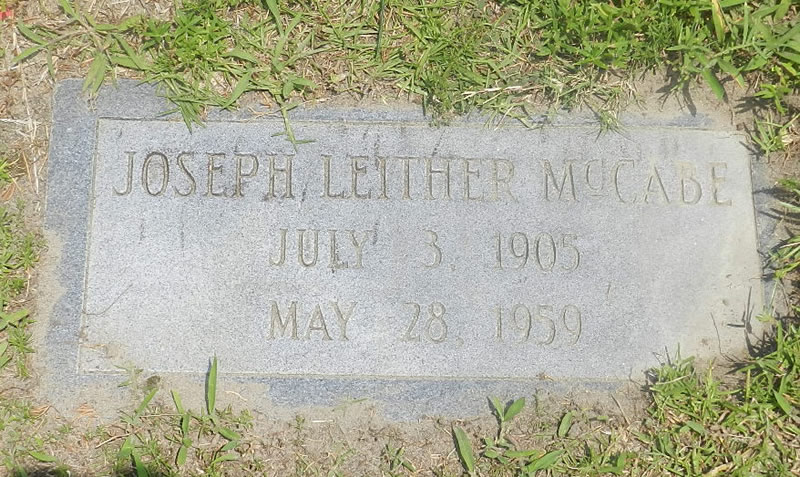 JOSEPH LEITHER McCABE
JULY 3, 1905
MAY 28, 1959